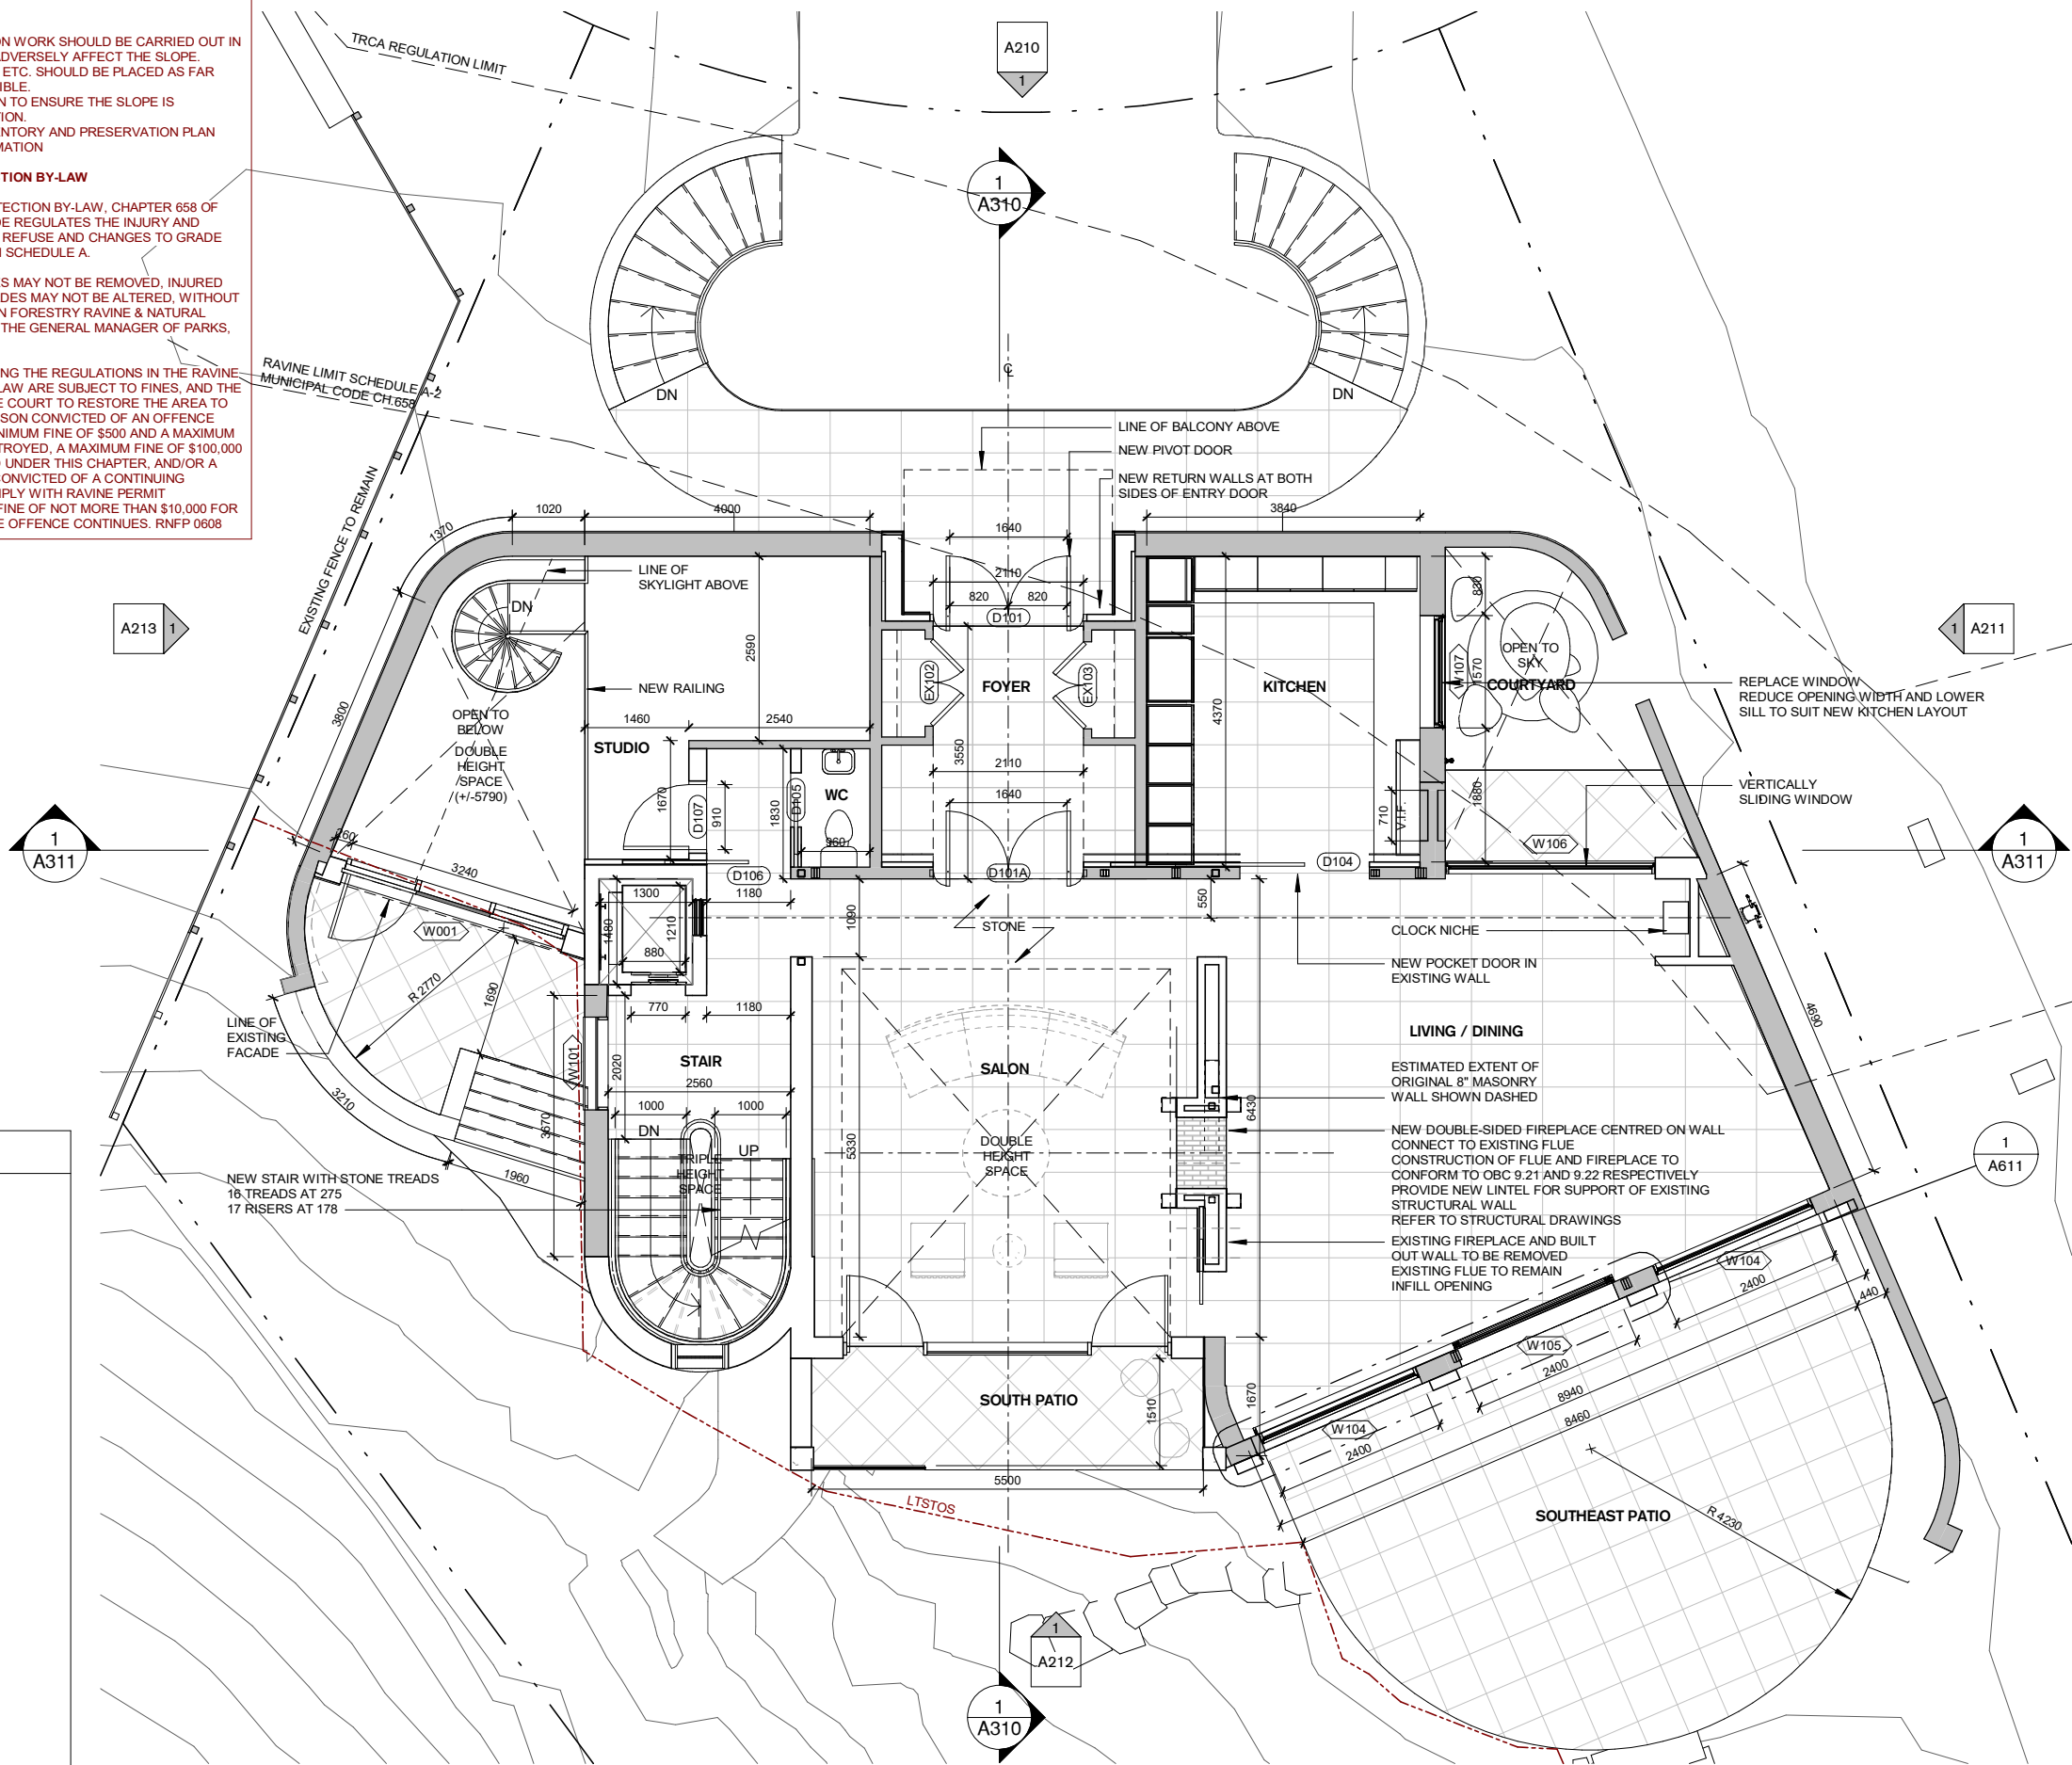 ON WORK SHOULD BE CARRIED OUT IN
ADVERSELY AFFECT THE SLOPE.
ETC. SHOULD BE PLACED AS FAR
IBLE.
N TO ENSURE THE SLOPE IS
TION.
ENTORY AND PRESERVATION PLAN
MATION
TION BY-LAW
TECTION BY-LAW, CHAPTER 658 OF
DE REGULATES THE INJURY AND
REFUSE AND CHANGES TO GRADE
N SCHEDULE A.
S MAY NOT BE REMOVED, INJURED
DES MAY NOT BE ALTERED, WITHOUT
N FORESTRY RAVINE & NATURAL
THE GENERAL MANAGER OF PARKS,
ING THE REGULATIONS IN THE RAVINE
LAW ARE SUBJECT TO FINES, AND THE
E COURT TO RESTORE THE AREA TO
SON CONVICTED OF AN OFFENCE
NIMUM FINE OF $500 AND A MAXIMUM
TROYED, A MAXIMUM FINE OF $100,000
UNDER THIS CHAPTER, AND/OR A
CONVICTED OF A CONTINUING
MPLY WITH RAVINE PERMIT
FINE OF NOT MORE THAN $10,000 FOR
E OFFENCE CONTINUES. RNFP 0608
TRCA REGULATION LIMIT
A210
1
1
A310
RAVINE LIMIT SCHEDULE A-2
MUNICIPAL CODE CH.658
EXISTING FENCE TO REMAIN
DN
DN
℄
LINE OF BALCONY ABOVE
NEW PIVOT DOOR
NEW RETURN WALLS AT BOTH
SIDES OF ENTRY DOOR
1370
1020
4000
1640
3840
2110
820
820
D101
LINE OF
SKYLIGHT ABOVE
DN
2590
830
A213
1
1
A211
OPEN TO
SKY
COURTYARD
W107
1570
EX102
FOYER
EX103
KITCHEN
4370
NEW RAILING
REPLACE WINDOW
REDUCE OPENING WIDTH AND LOWER
SILL TO SUIT NEW KITCHEN LAYOUT
3800
OPEN TO
BELOW
DOUBLE
HEIGHT
SPACE
(+/-5790)
1460
2540
STUDIO
3550
2110
1640
1670
D107
910
1830
D105
WC
960
710
V.I.F.
1880
VERTICALLY
SLIDING WINDOW
W106
1
A311
1
A311
260
3240
D106
D101A
D104
1300
1180
1480
1210
880
1090
550
STONE
CLOCK NICHE
NEW POCKET DOOR IN
EXISTING WALL
W001
R 2770
1690
770
1180
LINE OF
EXISTING
FACADE
4690
LIVING / DINING
W101
2020
STAIR
2560
SALON
ESTIMATED EXTENT OF
ORIGINAL 8" MASONRY
WALL SHOWN DASHED
3210
3670
1000
1000
DN
UP
6430
5330
DOUBLE
HEIGHT
SPACE
TRIPLE
HEIGHT
SPACE
NEW DOUBLE-SIDED FIREPLACE CENTRED ON WALL
CONNECT TO EXISTING FLUE
CONSTRUCTION OF FLUE AND FIREPLACE TO
CONFORM TO OBC 9.21 AND 9.22 RESPECTIVELY
PROVIDE NEW LINTEL FOR SUPPORT OF EXISTING
STRUCTURAL WALL
REFER TO STRUCTURAL DRAWINGS
1
A611
NEW STAIR WITH STONE TREADS
16 TREADS AT 275
17 RISERS AT 178
1960
EXISTING FIREPLACE AND BUILT
OUT WALL TO BE REMOVED
EXISTING FLUE TO REMAIN
INFILL OPENING
W104
2400
440
W105
2400
8940
8460
1670
W104
2400
SOUTH PATIO
1510
5500
LTSTOS
SOUTHEAST PATIO
R 4230
1
A212
1
A310